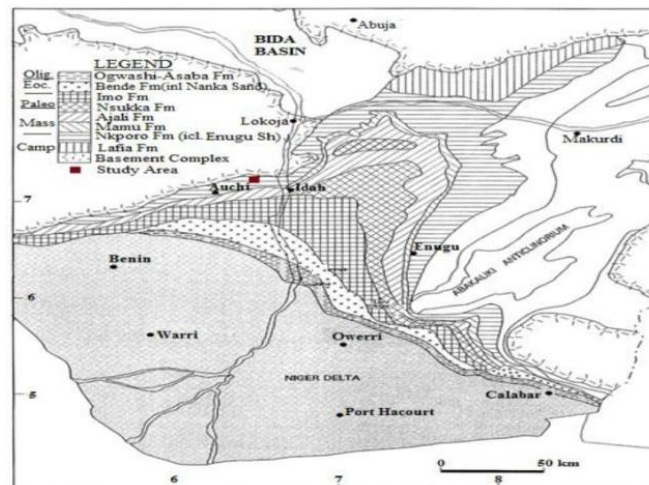 Abuja
BIDA
BASIN
LEGEND
Olig. Ogwashi-Asaba Fm
Eoc. Bende Fm(inl Nanka Sand)
Imo Fm
Paleo Nsukka Fm
Ajali Fm
Mass Mamu Fm
Nkporo Fm (icl. Enugu Sh)
Camp Lafia Fm
Basement Complex
Study Area
Lokoja
Makurdi
7
Auchi
Idah
Enugu
ABAKALIKI ANTICLINORIUM
Benin
6
Warri
Owerri
NIGER DELTA
5
Calabar
Port Hacourt
0 50 km
6 7 8